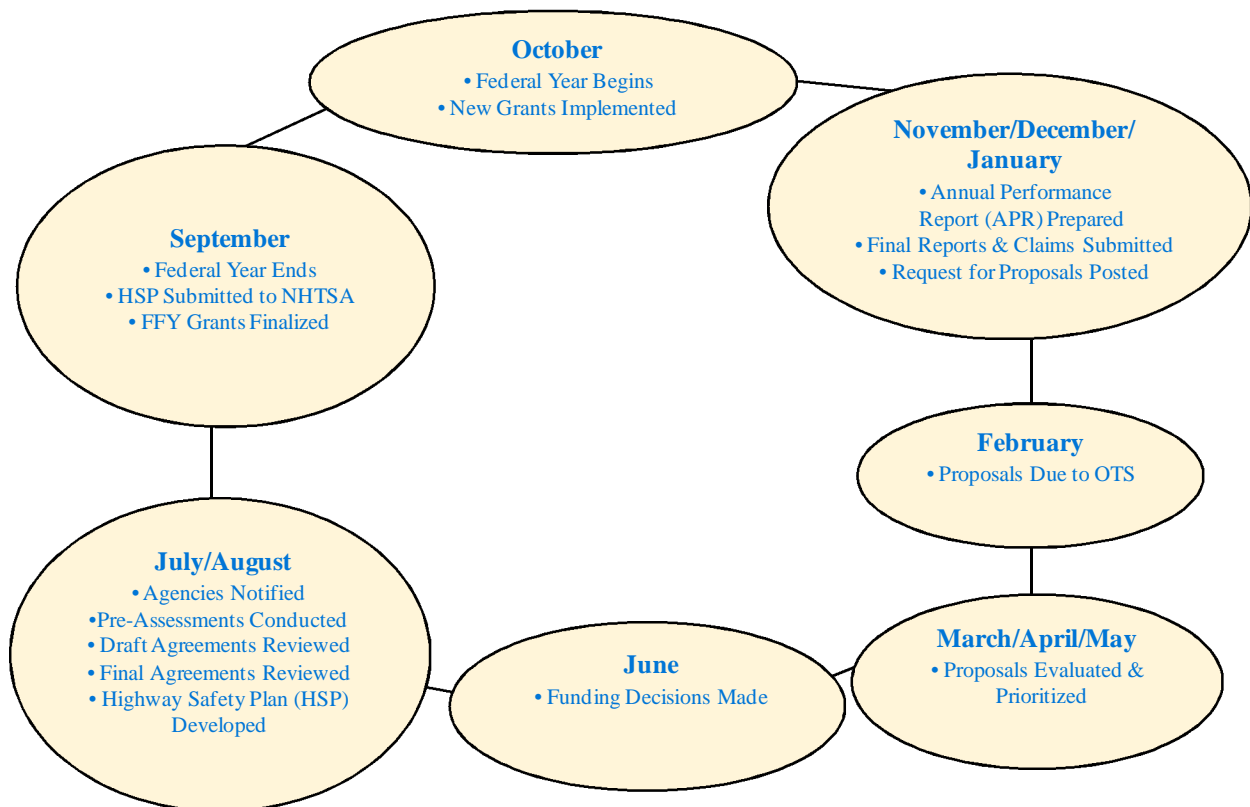 October
• Federal Year Begins
• New Grants Implemented
November/December/
January
• Annual Performance
Report (APR) Prepared
• Final Reports & Claims Submitted
• Request for Proposals Posted
February
• Proposals Due to OTS
March/April/May
• Proposals Evaluated &
Prioritized
June
• Funding Decisions Made
July/August
• Agencies Notified
•Pre-Assessments Conducted
• Draft Agreements Reviewed
• Final Agreements Reviewed
• Highway Safety Plan (HSP)
Developed
September
• Federal Year Ends
• HSP Submitted to NHTSA
• FFY Grants Finalized